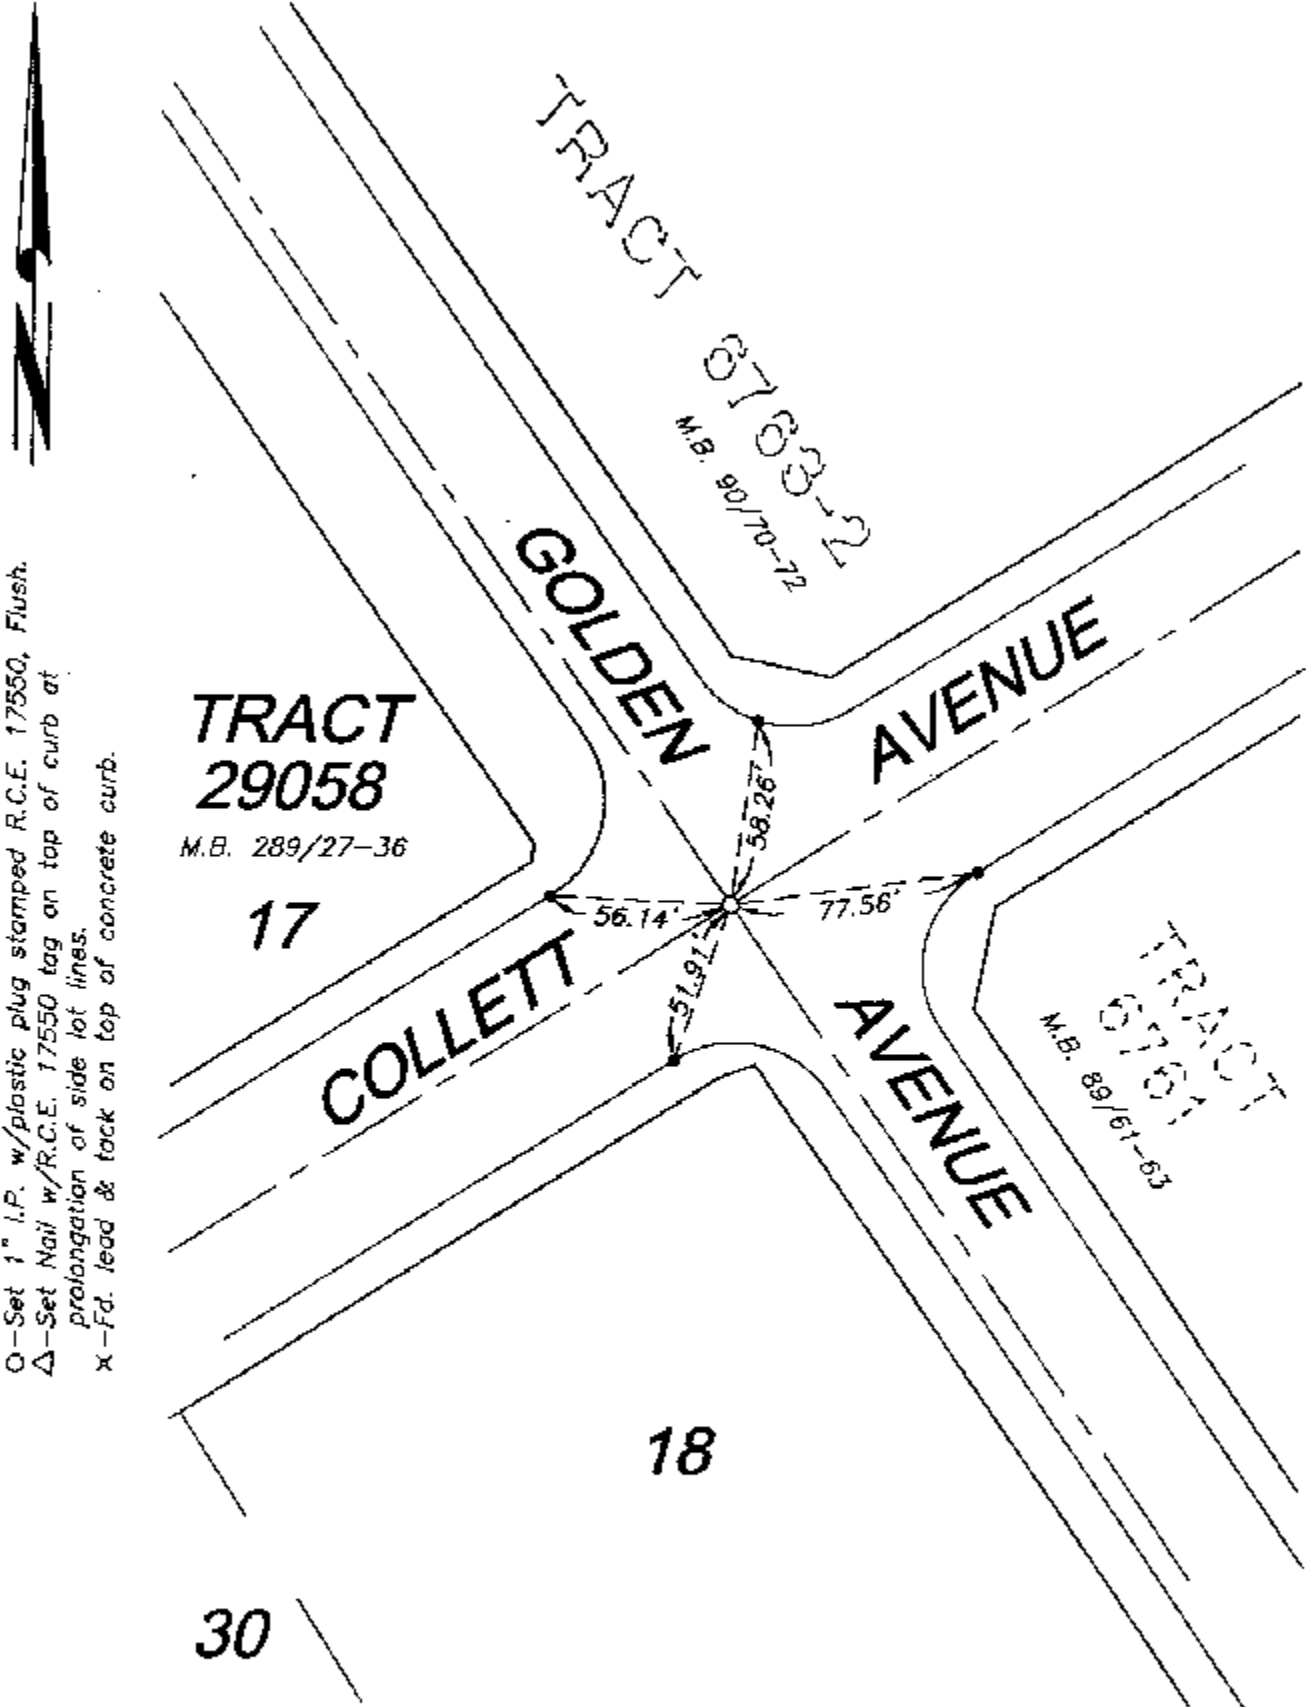 O-Set 1" I.P. w/plastic plug stamped R.C.E. 17550, Flush.
Δ-Set Nail w/R.C.E. 17550 tag on top of curb at
prolongation of side lot lines.
x-Fd. lead & tack on top of concrete curb.
N
TRACT 6763-2
M.B. 90/70-72
GOLDEN
AVENUE
TRACT
29058
M.B. 289/27-36
17
58.26'
56.14'
77.56'
51.91'
COLLETT
AVENUE
TRACT
6761
M.B. 89/61-63
18
30